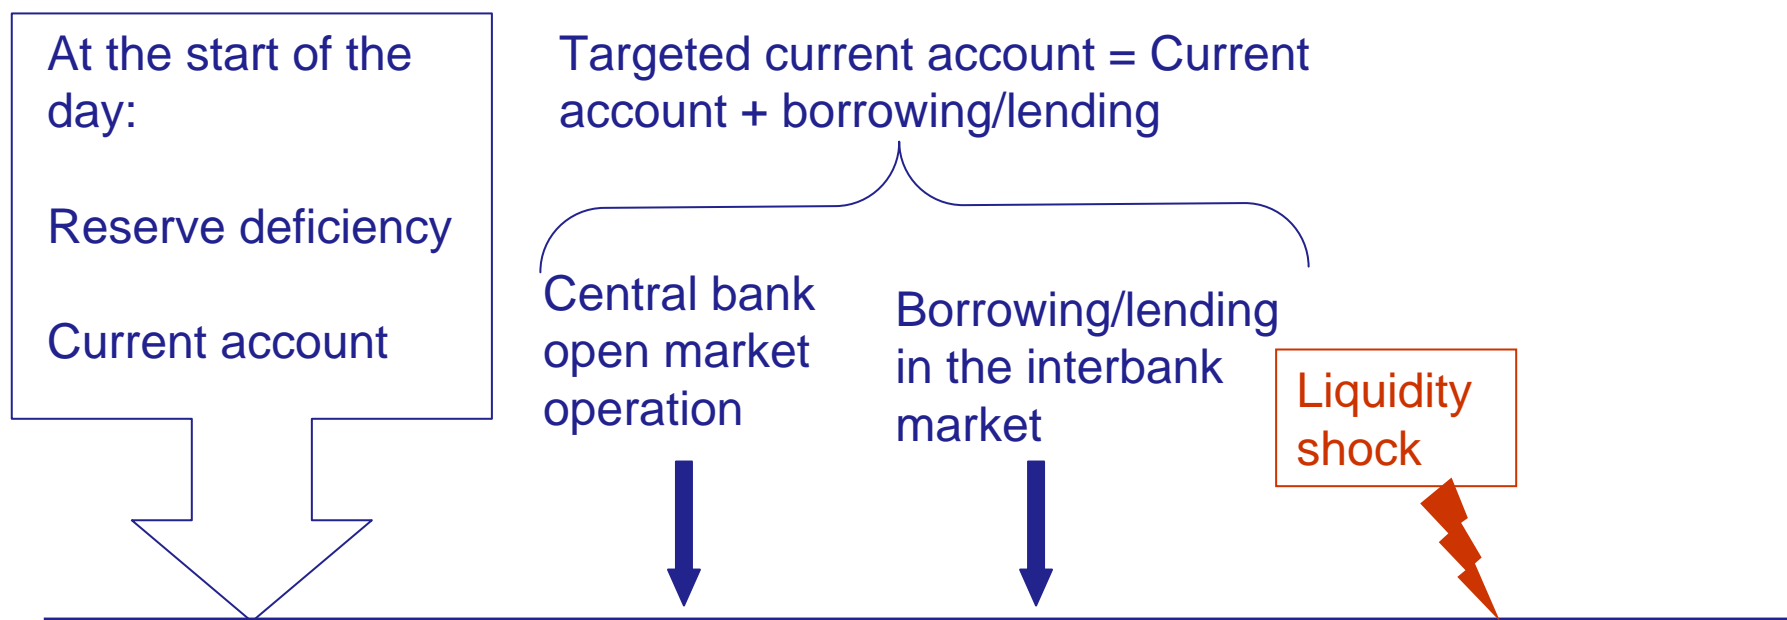 At the start of the
day:
Reserve deficiency
Current account
Targeted current account = Current
account + borrowing/lending
Central bank
open market
operation
Borrowing/lending
in the interbank
market
Liquidity
shock